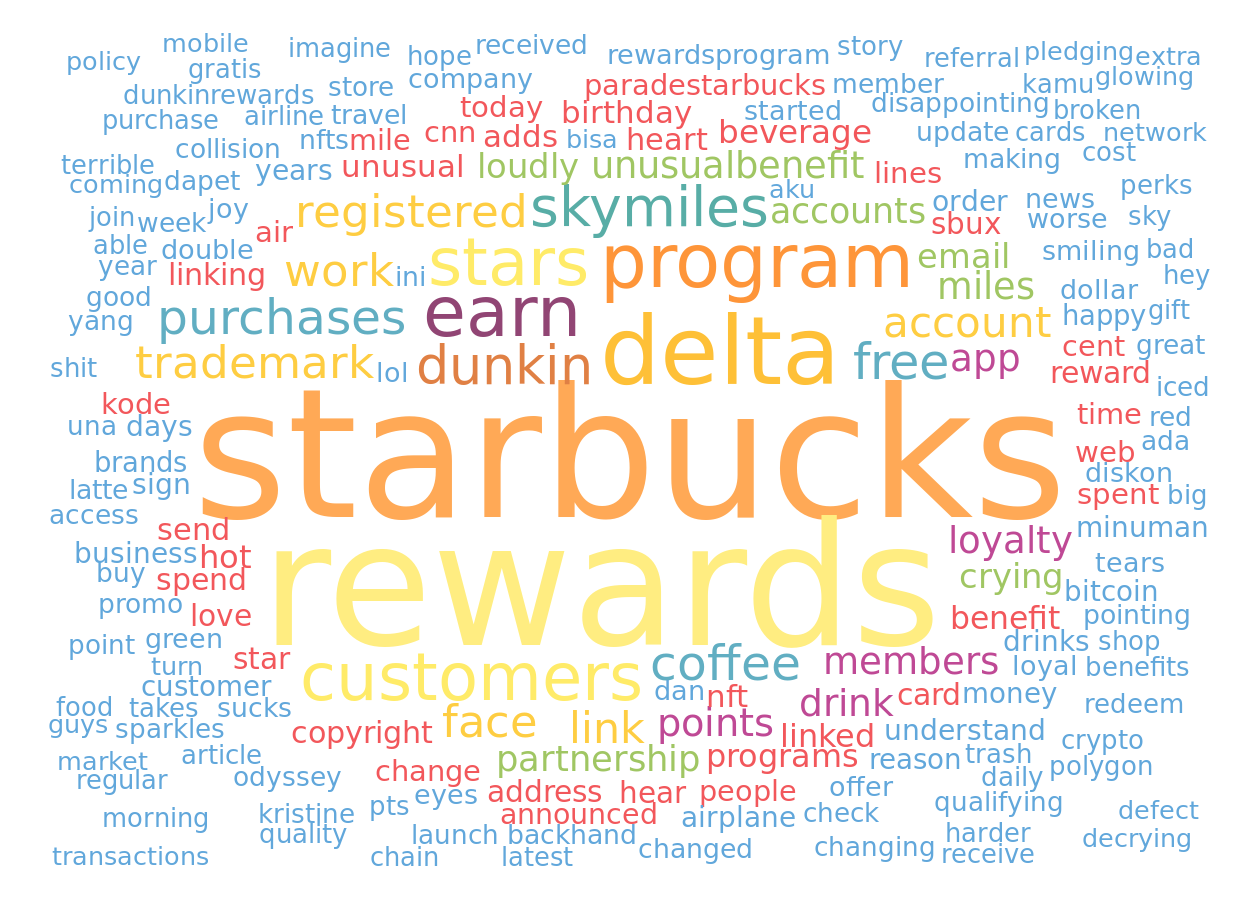 mobile imagine hope received rewardsprogram story referral pledging extra
policy gratis store company paradestarbucks member kamu glowing
dunkinrewards today birthday started disappointing broken
purchase airline travel nfts mile cnn adds bisa heart beverage update cards network
collision years unusual loudly unusualbenefit lines making cost
terrible coming dapet registered skymiles aku accounts order news perks
join week joy air sbux worse sky
able double work ini stars program email smiling bad
year linking miles dollar hey
good purchases earn delta account happy gift
yang trademark lol dunkin free app cent great
shit reward iced
kode starbucks time red
una days web ada
brands diskon
latte sign spent big
access send rewards loyalty minuman
business hot crying tears
buy spend bitcoin
promo love benefit pointing
point green drinks shop
turn star customers coffee members loyal benefits
customer dan nft drink card money
food takes sucks redeem
guys sparkles copyright face link points linked understand crypto
market article partnership programs reason trash
regular odyssey change daily polygon
pts eyes address hear people offer
morning kristine announced airplane check qualifying defect
quality launch backhand harder decrying
transactions chain latest changed changing receive